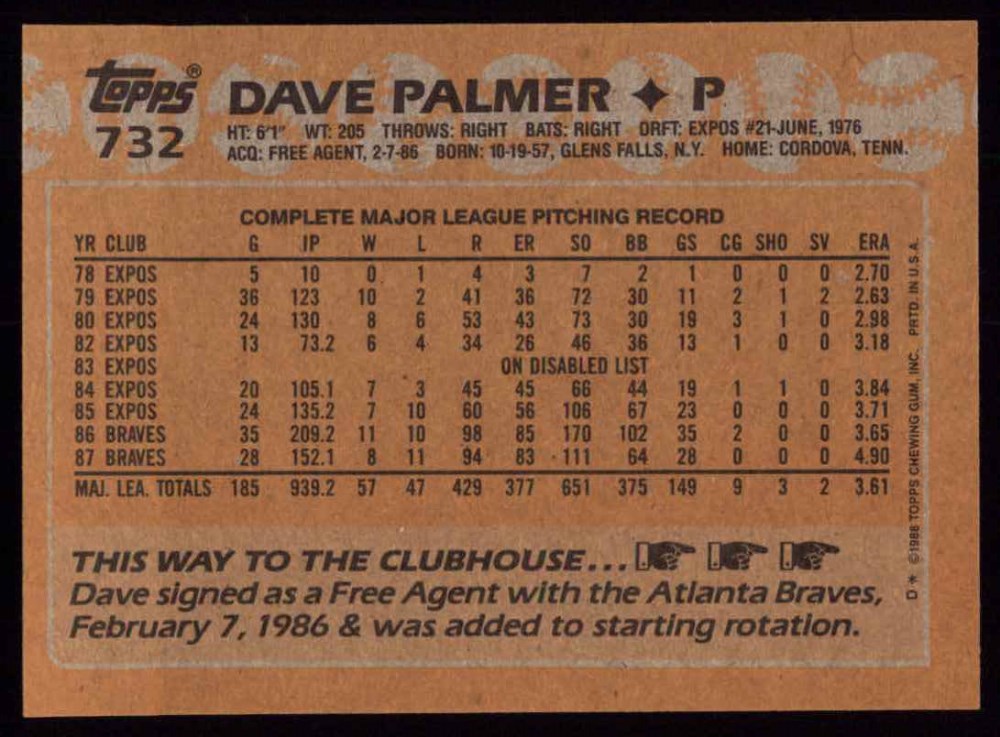 Topps® DAVE PALMER ✦ P
732
HT: 6'1" WT: 205 THROWS: RIGHT BATS: RIGHT DRFT: EXPOS #21-JUNE, 1976
ACQ: FREE AGENT, 2-7-86 BORN: 10-19-57, GLENS FALLS, N.Y. HOME: CORDOVA, TENN.
COMPLETE MAJOR LEAGUE PITCHING RECORD
YR CLUB G IP W L R ER SO BB GS CG SHO SV ERA
78 EXPOS 5 10 0 1 4 3 7 2 1 0 0 0 2.70
79 EXPOS 36 123 10 2 41 36 72 30 11 2 1 2 2.63
80 EXPOS 24 130 8 6 53 43 73 30 19 3 1 0 2.98
82 EXPOS 13 73.2 6 4 34 26 46 36 13 1 0 0 3.18
83 EXPOS ON DISABLED LIST
84 EXPOS 20 105.1 7 3 45 45 66 44 19 1 1 0 3.84
85 EXPOS 24 135.2 7 10 60 56 106 67 23 0 0 0 3.71
86 BRAVES 35 209.2 11 10 98 85 170 102 35 2 0 0 3.65
87 BRAVES 28 152.1 8 11 94 83 111 64 28 0 0 0 4.90
MAJ. LEA. TOTALS 185 939.2 57 47 429 377 651 375 149 9 3 2 3.61
THIS WAY TO THE CLUBHOUSE...
Dave signed as a Free Agent with the Atlanta Braves,
February 7, 1986 & was added to starting rotation.
D* ©1988 TOPPS CHEWING GUM, INC. PRTD. IN U.S.A.